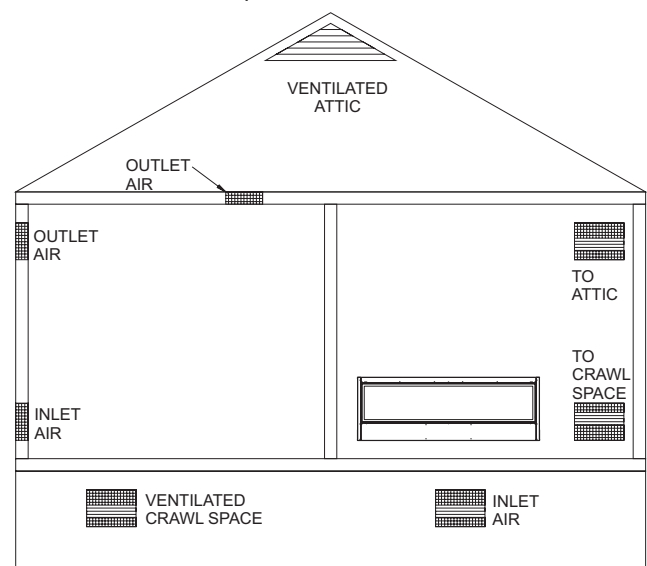 VENTILATED
ATTIC
OUTLET
AIR
OUTLET
AIR
TO
ATTIC
TO
CRAWL
SPACE
INLET
AIR
VENTILATED
CRAWL SPACE
INLET
AIR